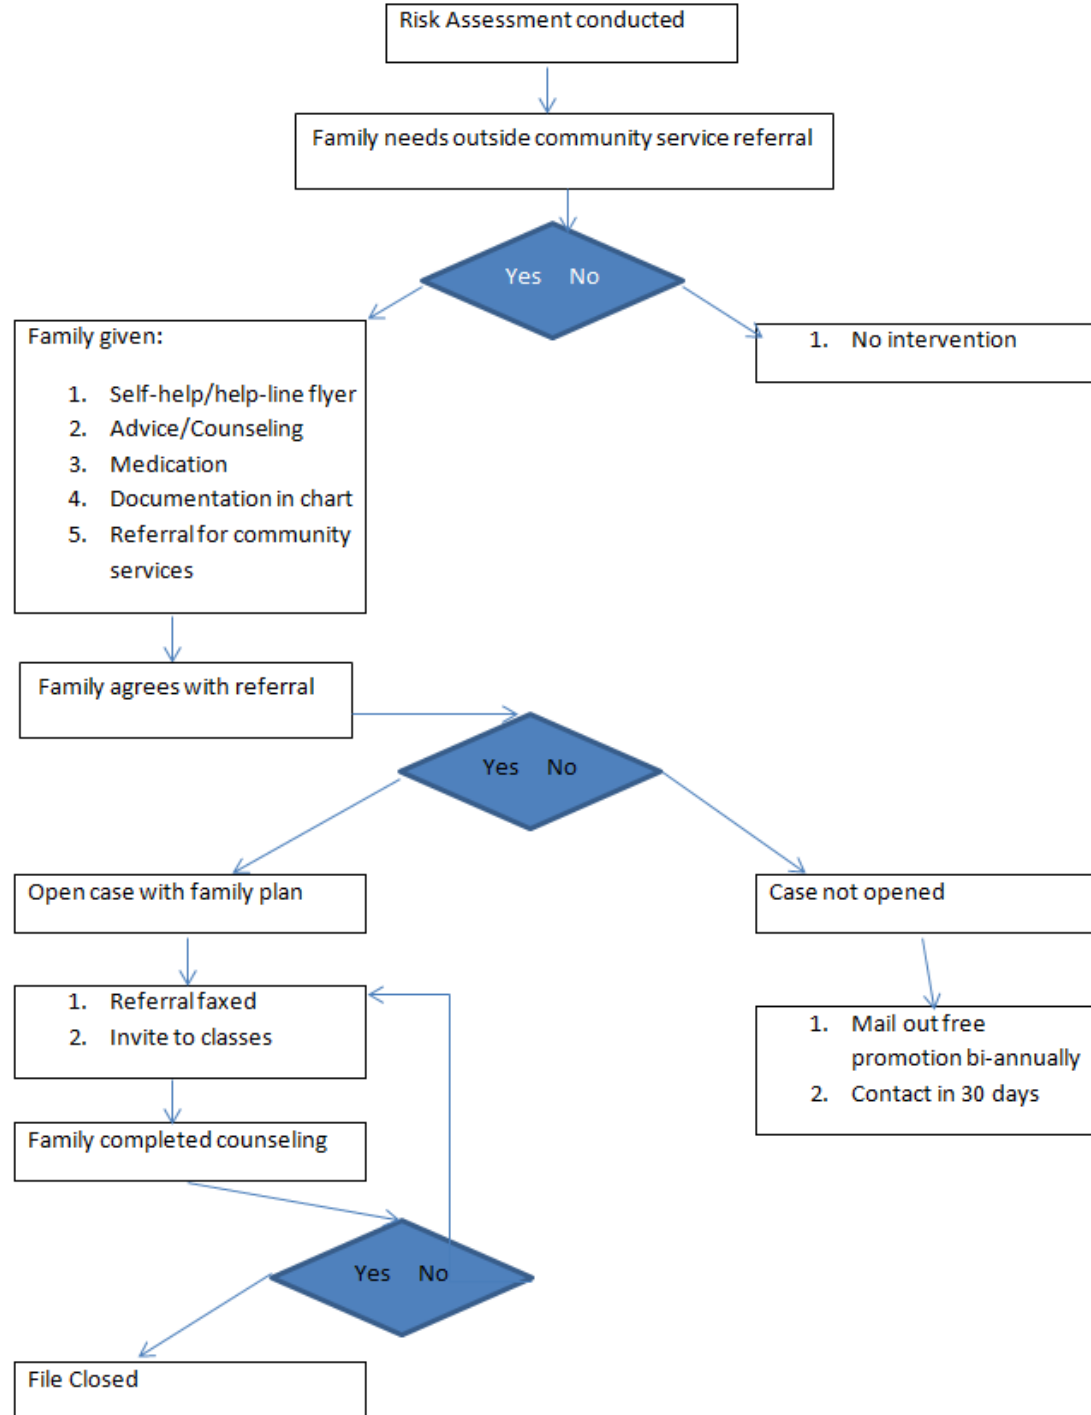 Risk Assessment conducted
Family needs outside community service referral
Yes No
Family given:
1. Self-help/help-line flyer
2. Advice/Counseling
3. Medication
4. Documentation in chart
5. Referral for community
services
1. No intervention
Family agrees with referral
Yes No
Open case with family plan
Case not opened
1. Referral faxed
2. Invite to classes
1. Mail out free
promotion bi-annually
2. Contact in 30 days
Family completed counseling
Yes No
File Closed